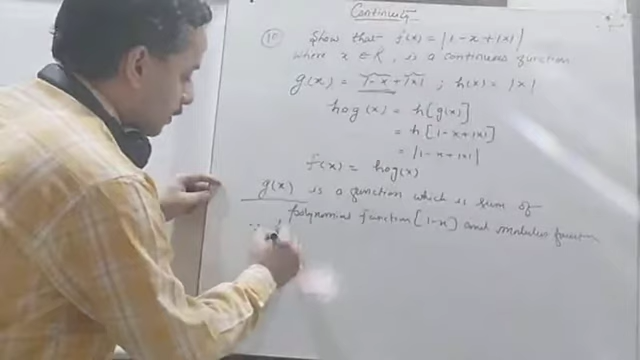 Continuity
(10) Show that f(x) = |1-x+|x||
where x ∈ R, is a continuous function
g(x) = 1-x+|x| ; h(x) = |x|
hog(x) = h[g(x)]
= h[1-x+|x|]
= |1-x+|x||
f(x) = hog(x)
g(x) is a function which is sum of
polynomial function [1-x] and modulus function
∵